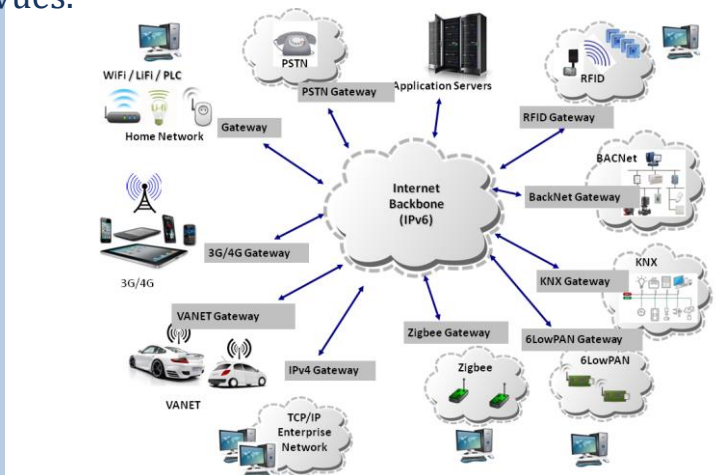 vues.
WiFi / LiFi / PLC
Home Network
Gateway
PSTN
PSTN Gateway
Application Servers
RFID
RFID Gateway
BACNet
BackNet Gateway
Internet
Backbone
(IPv6)
3G/4G Gateway
3G/4G
KNX
KNX Gateway
VANET Gateway
VANET
IPv4 Gateway
TCP/IP
Enterprise
Network
Zigbee Gateway
Zigbee
6LowPAN Gateway
6LowPAN